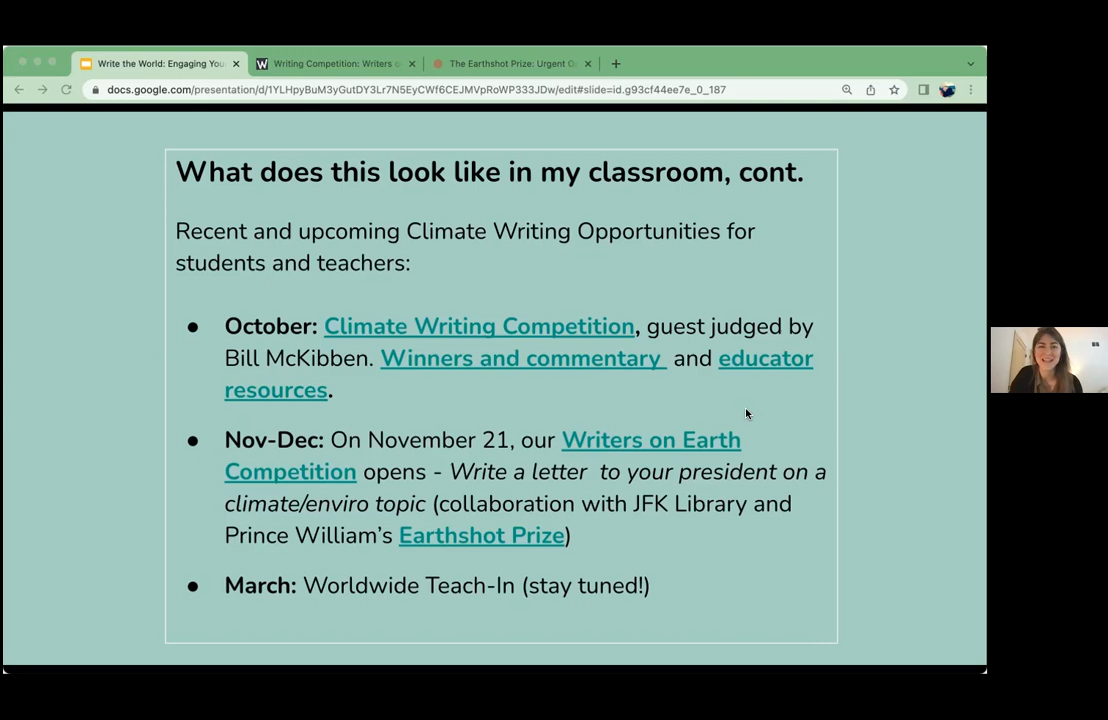 Write the World: Engaging You
Writing Competition: Writers o
The Earthshot Prize: Urgent O
docs.google.com/presentation/d/1YLHpyBuM3yGutDY3Lr7N5EyCWf6CEJMVpRoWP333JDw/edit#slide=id.g93cf44ee7e_0_187
What does this look like in my classroom, cont.
Recent and upcoming Climate Writing Opportunities for
students and teachers:
● October: Climate Writing Competition, guest judged by
Bill McKibben. Winners and commentary and educator
resources.
● Nov-Dec: On November 21, our Writers on Earth
Competition opens - Write a letter to your president on a
climate/enviro topic (collaboration with JFK Library and
Prince William’s Earthshot Prize)
● March: Worldwide Teach-In (stay tuned!)